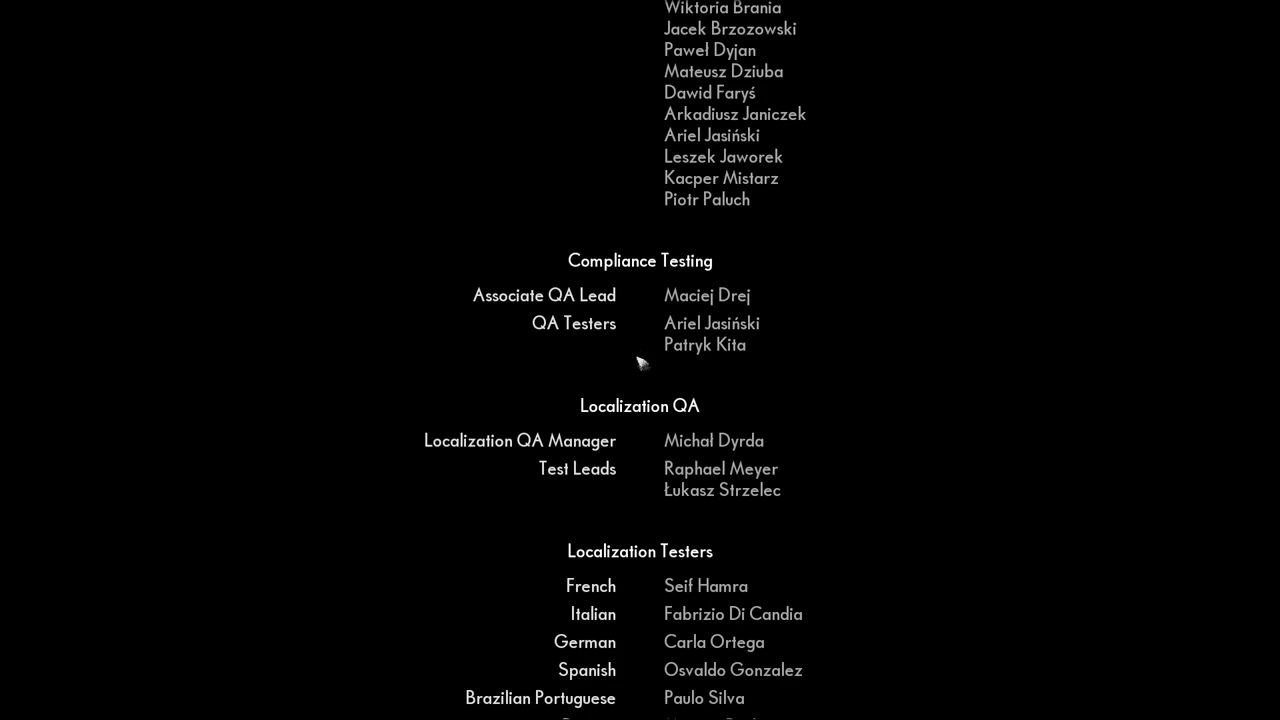 Wiktoria Brania
Jacek Brzozowski
Paweł Dyjan
Mateusz Dziuba
Dawid Faryś
Arkadiusz Janiczek
Ariel Jasiński
Leszek Jaworek
Kacper Mistarz
Piotr Paluch
Compliance Testing
Associate QA Lead Maciej Drej
QA Testers Ariel Jasiński
Patryk Kita
Localization QA
Localization QA Manager Michał Dyrda
Test Leads Raphael Meyer
Łukasz Strzelec
Localization Testers
French Seif Hamra
Italian Fabrizio Di Candia
German Carla Ortega
Spanish Osvaldo Gonzalez
Brazilian Portuguese Paulo Silva